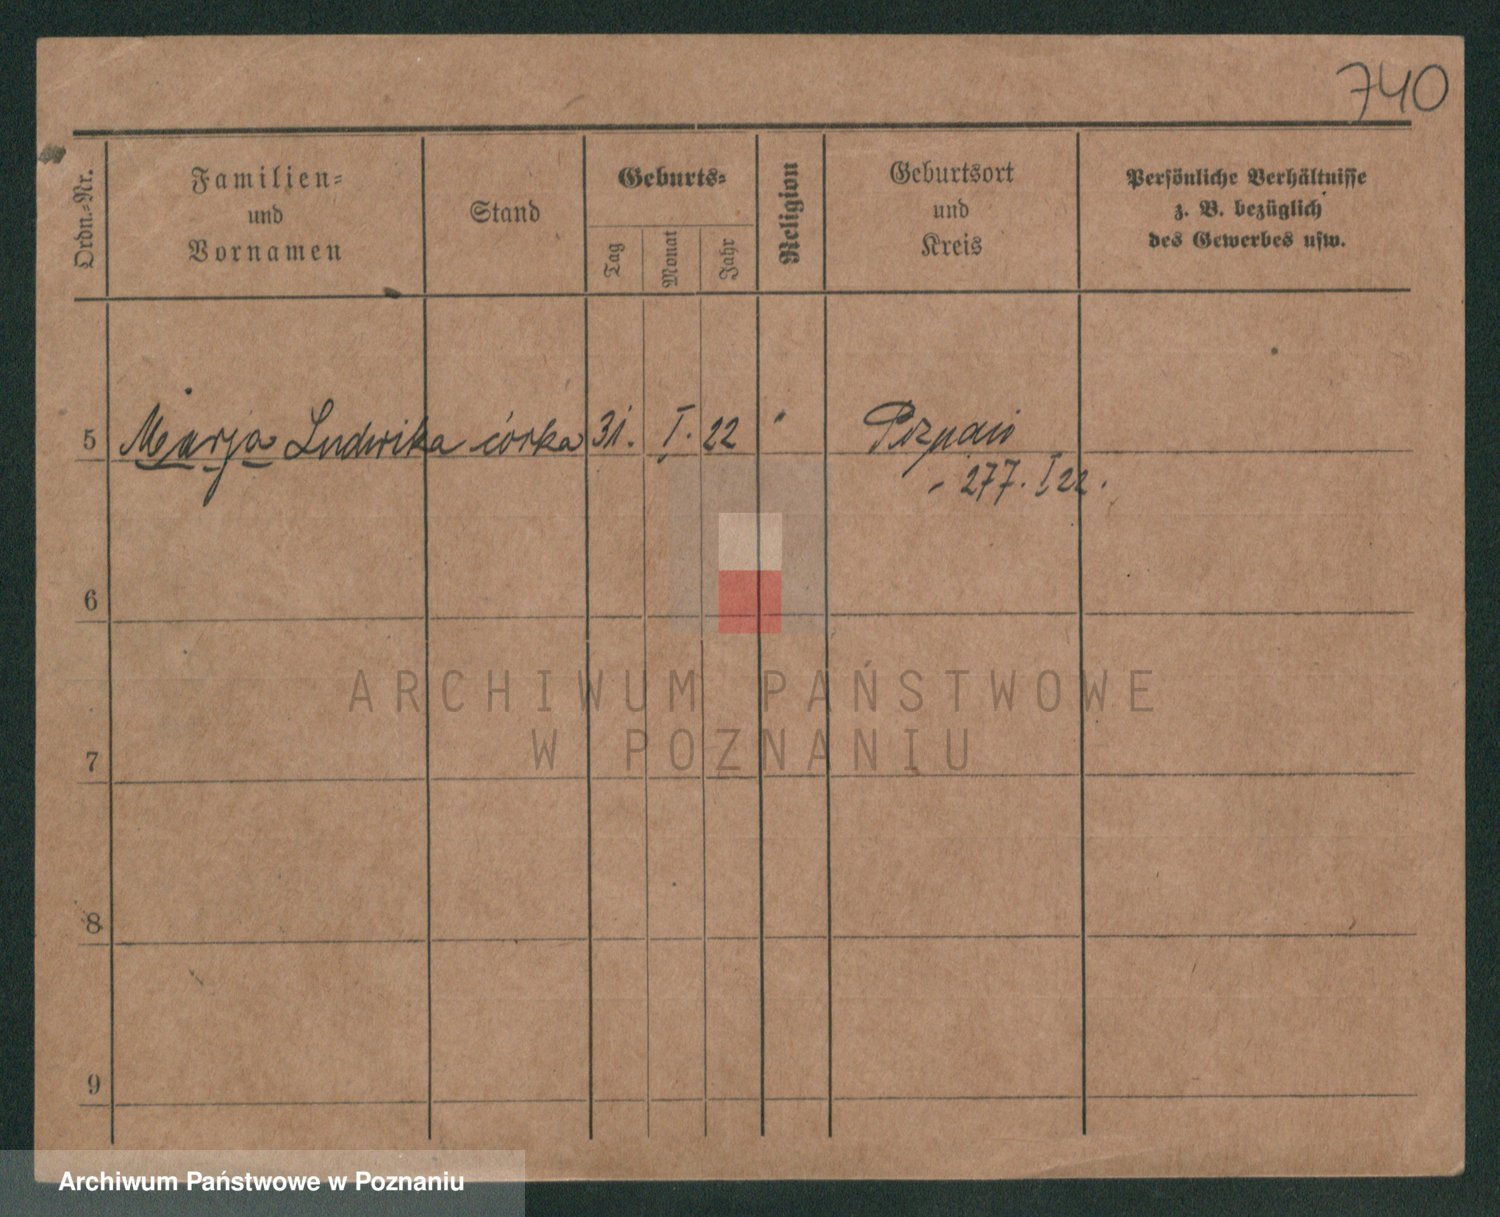 740
Ordn.-Nr.
Familien-
und
Vornamen
Stand
Geburts-
Tag
Monat
Jahr
Religion
Geburtsort
und
Kreis
Persönliche Verhältnisse
z. B. bezüglich
des Gewerbes usw.
5 Marja Ludwika córka 31. I. 22 " Poznań
- 277. I 22.
6
7
8
9
ARCHIWUM PAŃSTWOWE
W POZNANIU
Archiwum Państwowe w Poznaniu